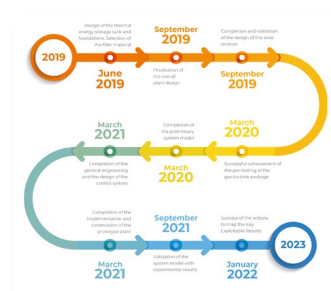 Design of the thermal
energy storage tank and
foundations. Selection of
the filler material
September
2019
Completion and validation
of the design of the solar
receiver
2019
June
2019
Finalisation of
the overall
plant design
September
2019
March
2021
Completion of
the preliminary
system model
March
2020
Completion of the
general engineering
and the design of the
control system
March
2020
Successful achievement of
the pre-testing of the
gas-turbine package
Completion of the
implementation and
commission of the
prototype plant
September
2021
Success of the actions
to map the Key
Exploitable Results
2023
March
2021
Validation of the
system model with
experimental results
January
2022